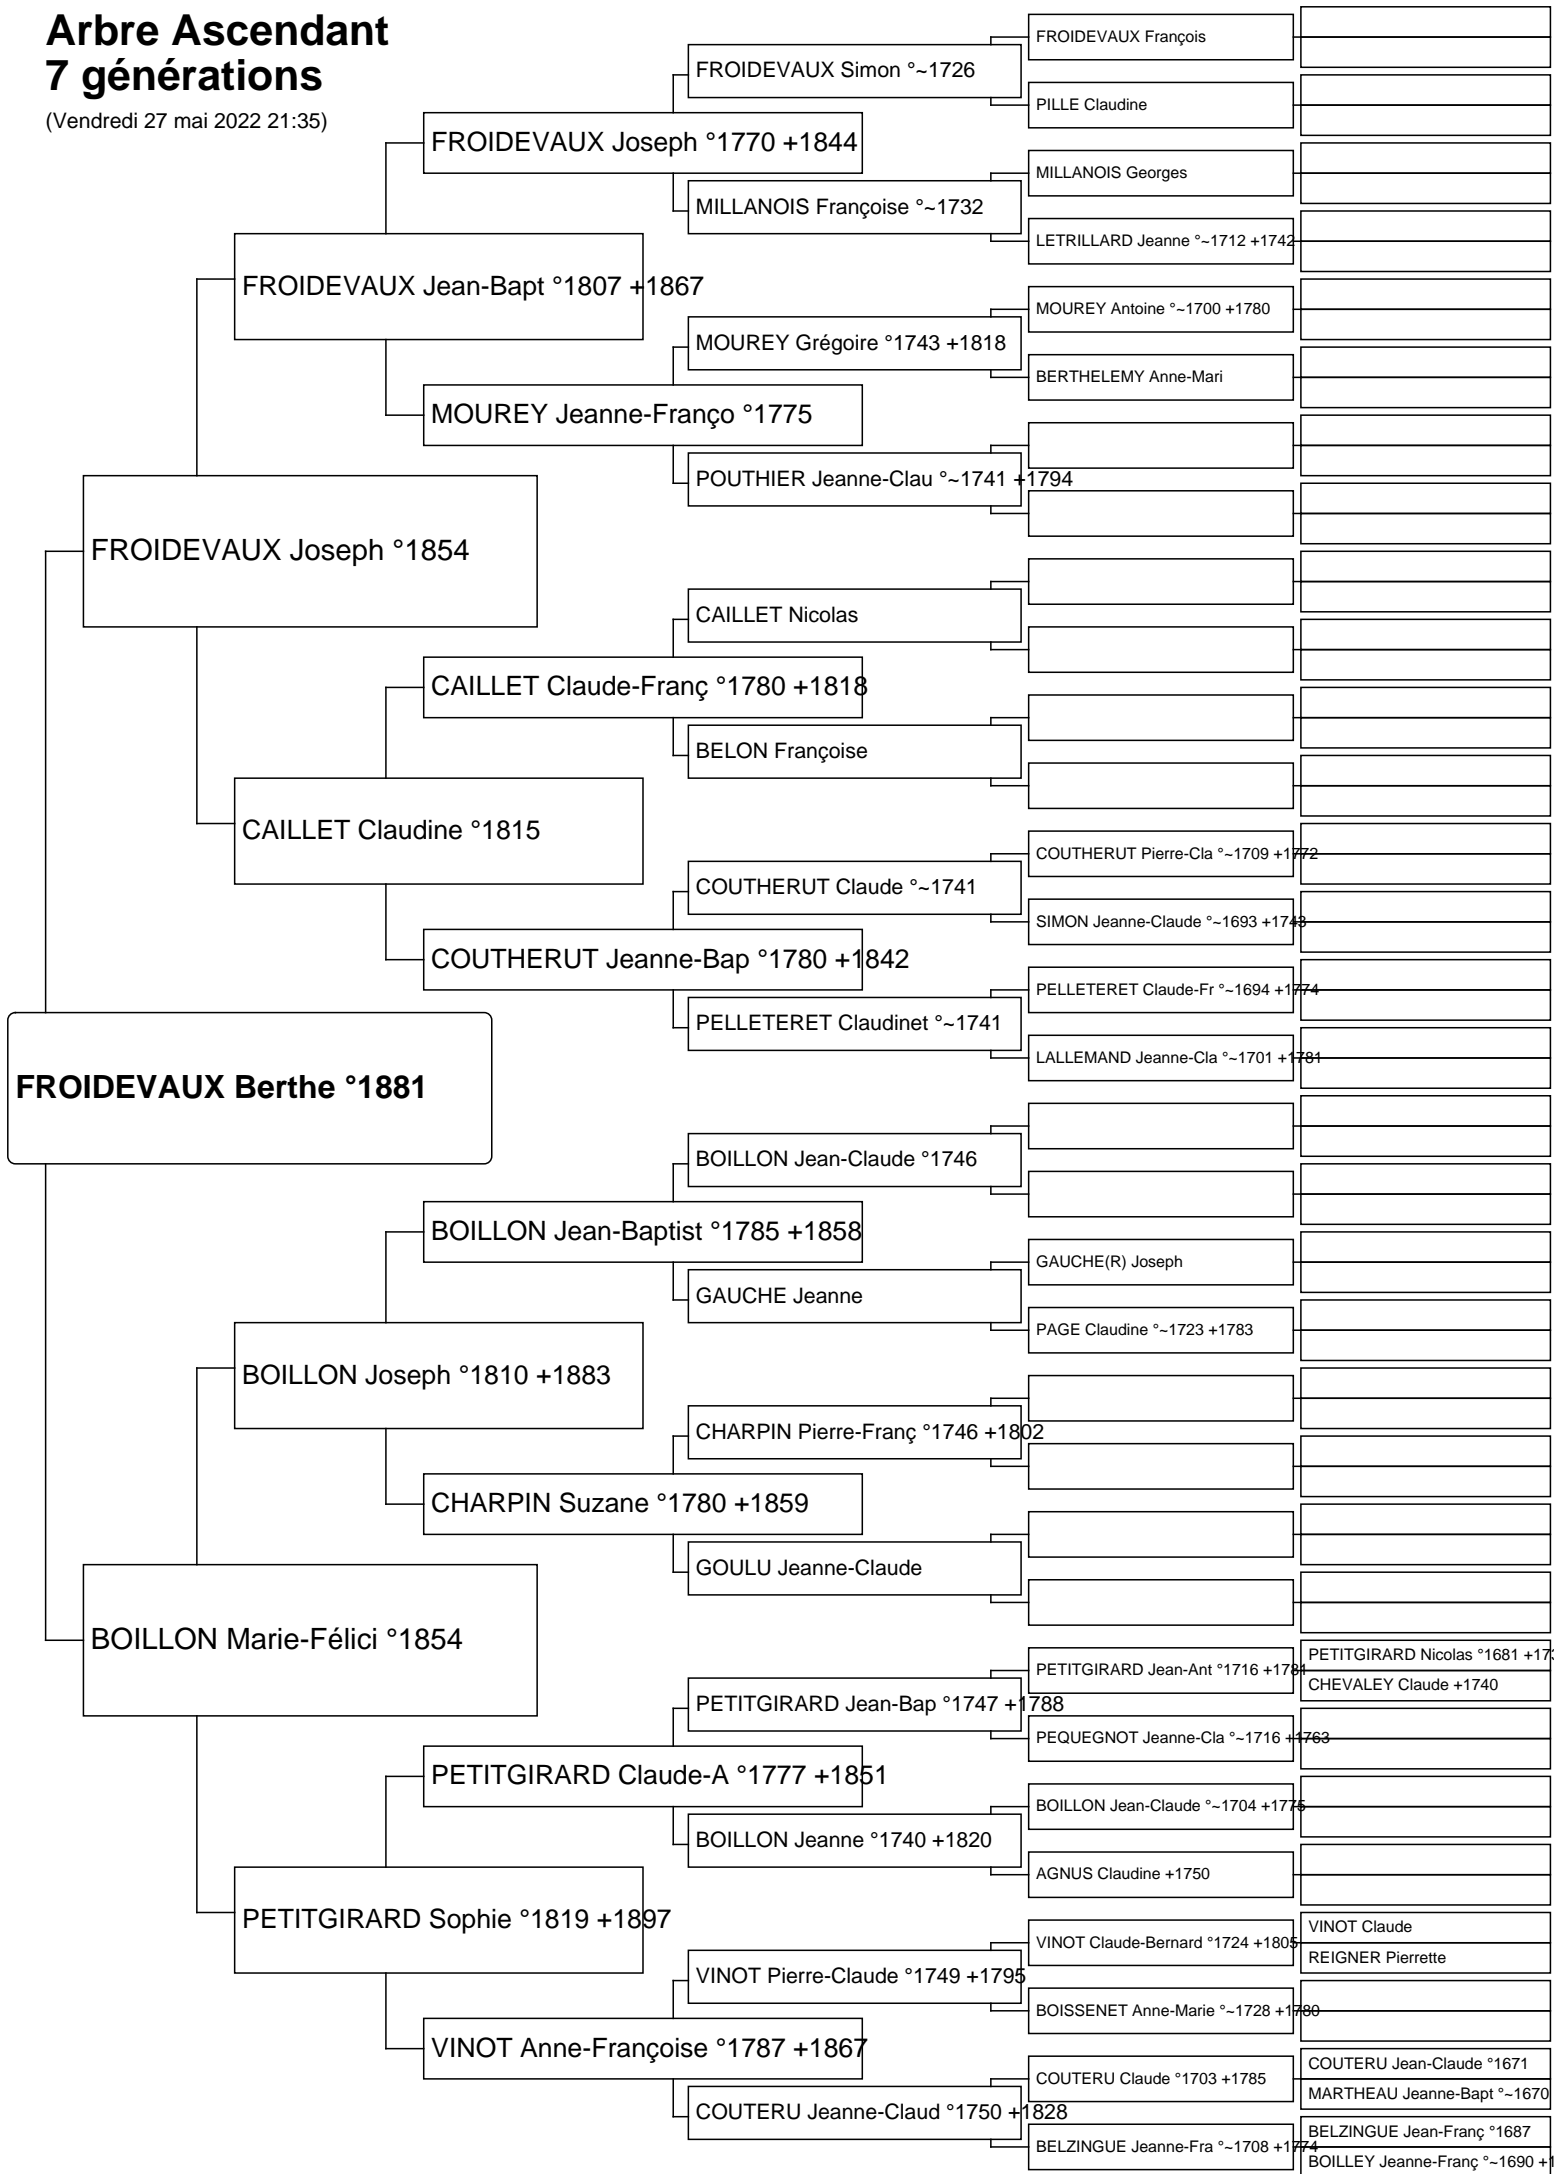 Arbre Ascendant
7 générations
(Vendredi 27 mai 2022 21:35)
FROIDEVAUX Berthe °1881
FROIDEVAUX Joseph °1854
BOILLON Marie-Félici °1854
FROIDEVAUX Jean-Bapt °1807 +1867
CAILLET Claudine °1815
BOILLON Joseph °1810 +1883
PETITGIRARD Sophie °1819 +1897
FROIDEVAUX Joseph °1770 +1844
MOUREY Jeanne-Franço °1775
CAILLET Claude-Franç °1780 +1818
COUTHERUT Jeanne-Bap °1780 +1842
BOILLON Jean-Baptist °1785 +1858
CHARPIN Suzane °1780 +1859
PETITGIRARD Claude-A °1777 +1851
VINOT Anne-Françoise °1787 +1867
FROIDEVAUX Simon °~1726
MILLANOIS Françoise °~1732
MOUREY Grégoire °1743 +1818
POUTHIER Jeanne-Clau °~1741 +1794
CAILLET Nicolas
BELON Françoise
COUTHERUT Claude °~1741
PELLETERET Claudinet °~1741
BOILLON Jean-Claude °1746
GAUCHE Jeanne
CHARPIN Pierre-Franç °1746 +1802
GOULU Jeanne-Claude
PETITGIRARD Jean-Bap °1747 +1788
BOILLON Jeanne °1740 +1820
VINOT Pierre-Claude °1749 +1795
COUTERU Jeanne-Claud °1750 +1828
FROIDEVAUX François
PILLE Claudine
MILLANOIS Georges
LETRILLARD Jeanne °~1712 +1742
MOUREY Antoine °~1700 +1780
BERTHELEMY Anne-Mari
COUTHERUT Pierre-Cla °~1709 +1772
SIMON Jeanne-Claude °~1693 +1743
PELLETERET Claude-Fr °~1694 +1774
LALLEMAND Jeanne-Cla °~1701 +1781
GAUCHE(R) Joseph
PAGE Claudine °~1723 +1783
PETITGIRARD Jean-Ant °1716 +1781
PEQUEGNOT Jeanne-Cla °~1716 +1763
BOILLON Jean-Claude °~1704 +1775
AGNUS Claudine +1750
VINOT Claude-Bernard °1724 +1805
BOISSENET Anne-Marie °~1728 +1780
COUTERU Claude °1703 +1785
BELZINGUE Jeanne-Fra °~1708 +1774
PETITGIRARD Nicolas °1681
CHEVALEY Claude +1740
VINOT Claude
REIGNER Pierrette
COUTERU Jean-Claude °1671
MARTHEAU Jeanne-Bapt °~1670
BELZINGUE Jean-Franç °1687
BOILLEY Jeanne-Franç °~1690